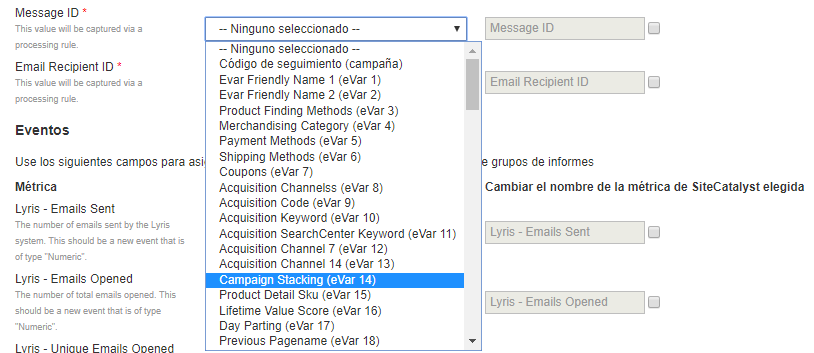 Message ID *
This value will be captured via a
processing rule.
-- Ninguno seleccionado --
Message ID
-- Ninguno seleccionado --
Código de seguimiento (campaña)
Evar Friendly Name 1 (eVar 1)
Evar Friendly Name 2 (eVar 2)
Product Finding Methods (eVar 3)
Merchandising Category (eVar 4)
Payment Methods (eVar 5)
Shipping Methods (eVar 6)
Coupons (eVar 7)
Acquisition Channelss (eVar 8)
Acquisition Code (eVar 9)
Acquisition Keyword (eVar 10)
Acquisition SearchCenter Keyword (eVar 11)
Acquisition Channel 7 (eVar 12)
Acquisition Channel 14 (eVar 13)
Campaign Stacking (eVar 14)
Product Detail Sku (eVar 15)
Lifetime Value Score (eVar 16)
Day Parting (eVar 17)
Previous Pagename (eVar 18)
Email Recipient ID *
This value will be captured via a
processing rule.
Email Recipient ID
Eventos
Use los siguientes campos para asi
e grupos de informes
Métrica
Cambiar el nombre de la métrica de SiteCatalyst elegida
Lyris - Emails Sent
The number of emails sent by the Lyris
system. This should be a new event that is
of type "Numeric".
Lyris - Emails Sent
Lyris - Emails Opened
The number of total emails opened. This
should be a new event that is of type
"Numeric".
Lyris - Emails Opened
Lyris - Unique Emails Opened